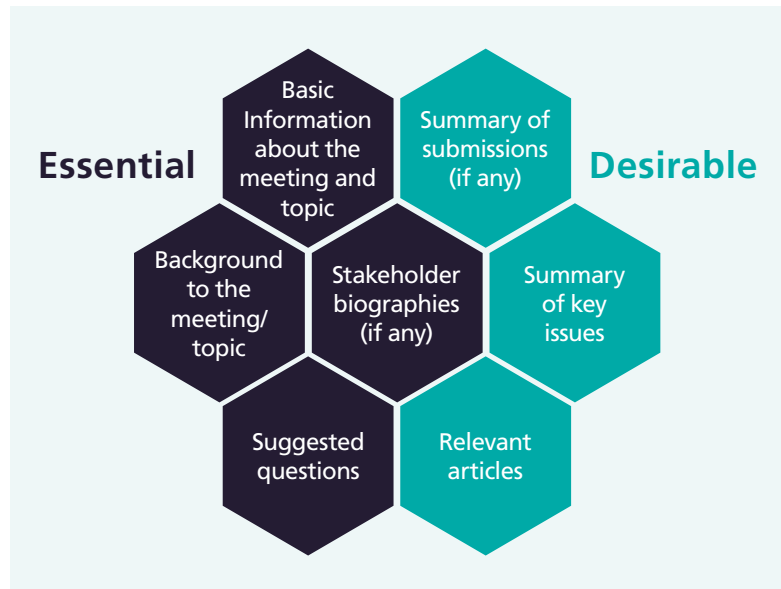 Essential
Basic
Information
about the
meeting and
topic
Summary of
submissions
(if any)
Desirable
Background
to the
meeting/
topic
Stakeholder
biographies
(if any)
Summary
of key
issues
Suggested
questions
Relevant
articles